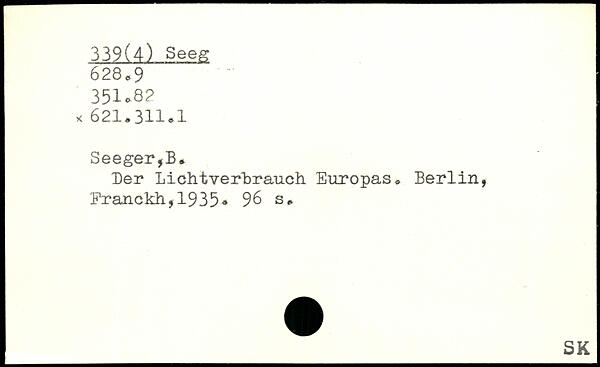 339(4) Seeg
628.9
351.82
x 621.311.1
Seeger,B.
Der Lichtverbrauch Europas. Berlin,
Franckh,1935. 96 s.
SK